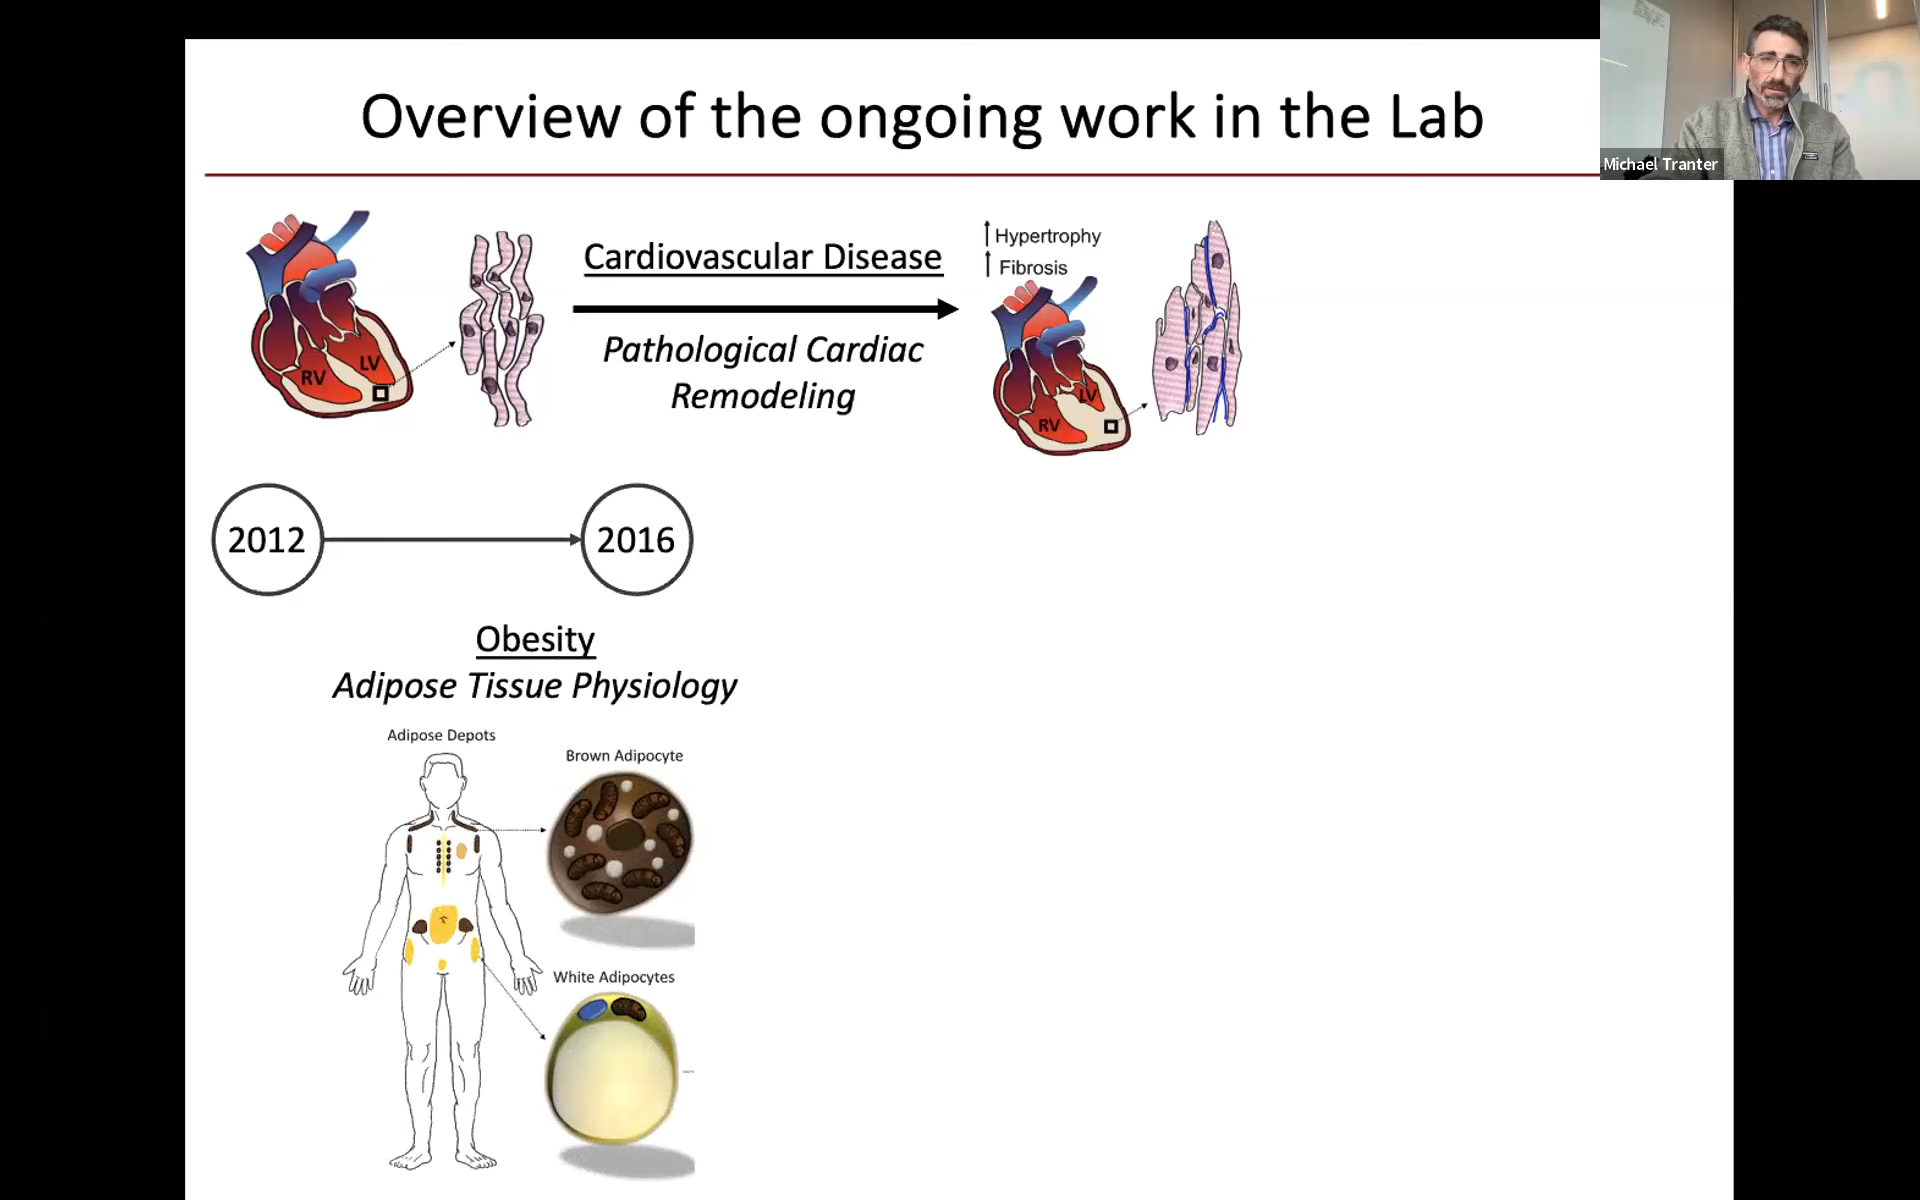 Overview of the ongoing work in the Lab
Michael Tranter
Cardiovascular Disease
Pathological Cardiac
Remodeling
RV
LV
↑ Hypertrophy
↑ Fibrosis
RV
LV
2012
2016
Obesity
Adipose Tissue Physiology
Adipose Depots
Brown Adipocyte
White Adipocytes